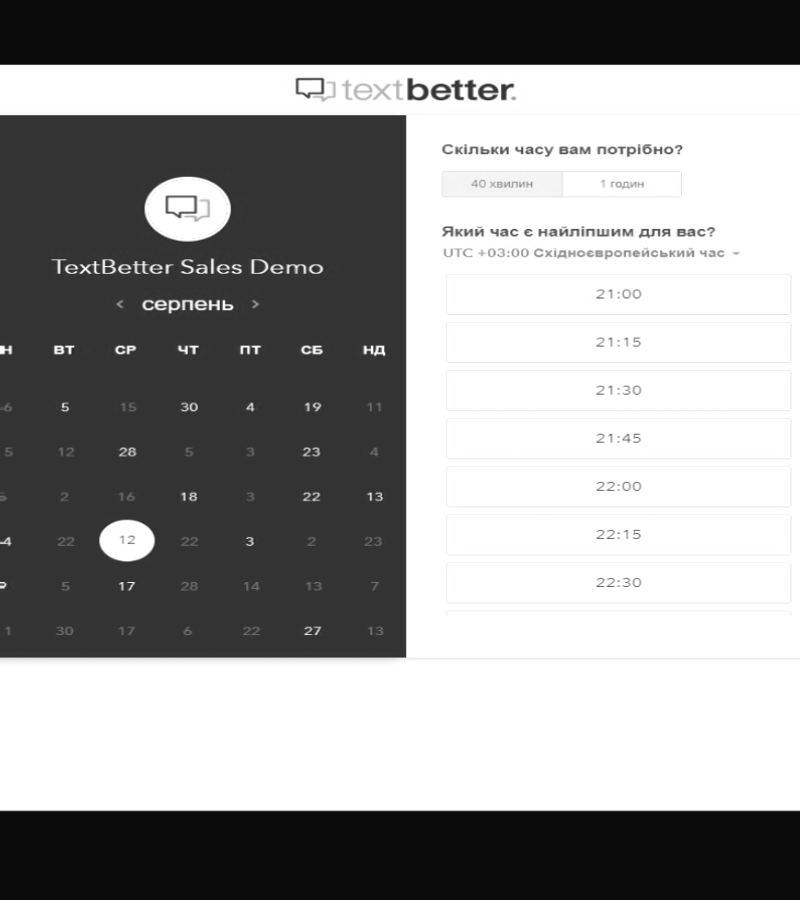 textbetter.
TextBetter Sales Demo
< серпень >
Н ВТ СР ЧТ ПТ СБ НД
6 5 15 30 4 19 11
5 12 28 5 3 23 4
2 16 18 3 22 13
4 22 12 22 3 2 23
5 17 28 14 13 7
1 30 17 6 22 27 13
Скільки часу вам потрібно?
40 хвилин 1 годин
Який час є найліпшим для вас?
UTC +03:00 Східноєвропейський час
21:00
21:15
21:30
21:45
22:00
22:15
22:30